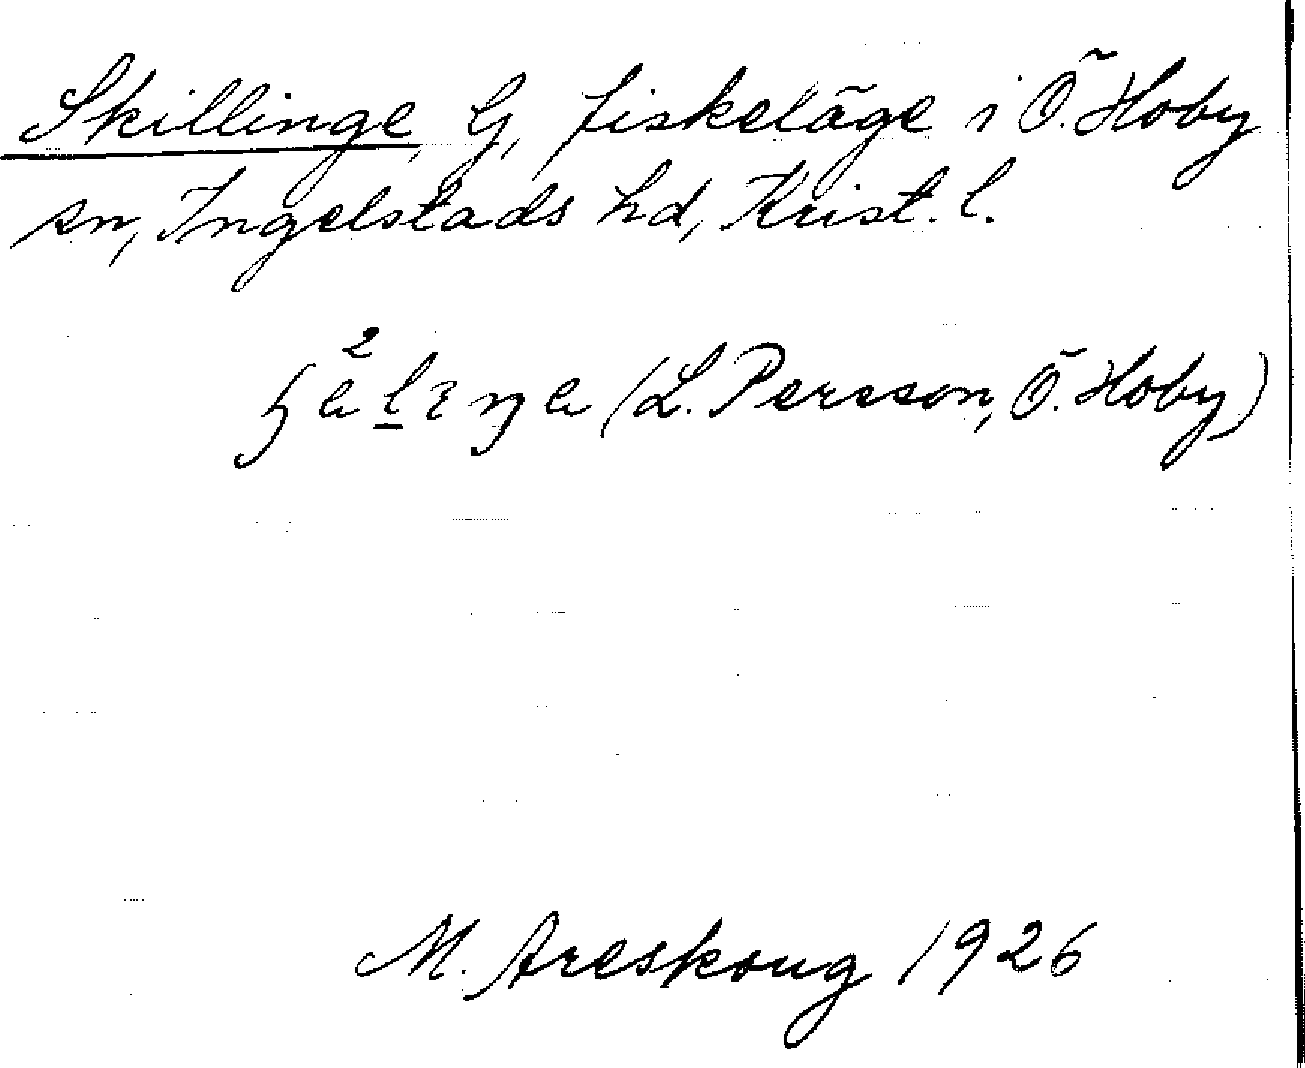 Skillinge, G, fiskeläge i Ö. Hoby
sn, Ingelstads hd, Krist. l.
(L. Persson, Ö. Hoby)
M. Areskoug 1926